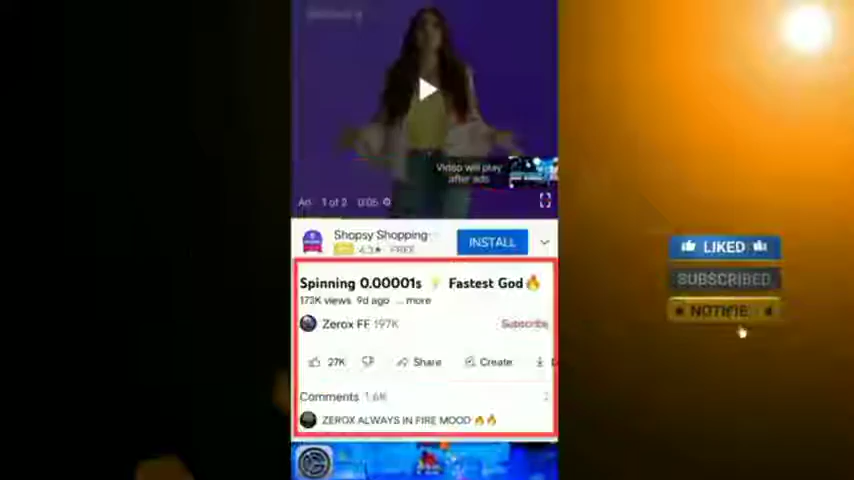 Video will play
after ads
1 of 2 0:05
Shopsy Shopping
4.3★ FREE
INSTALL
Spinning 0.00001s 💡 Fastest God🔥
173K views 9d ago ... more
Zerox FF 197K
Subscribe
27K
Share
Create
Comments 1.6K
ZEROX ALWAYS IN FIRE MOOD 🔥🔥
LIKED
SUBSCRIBED